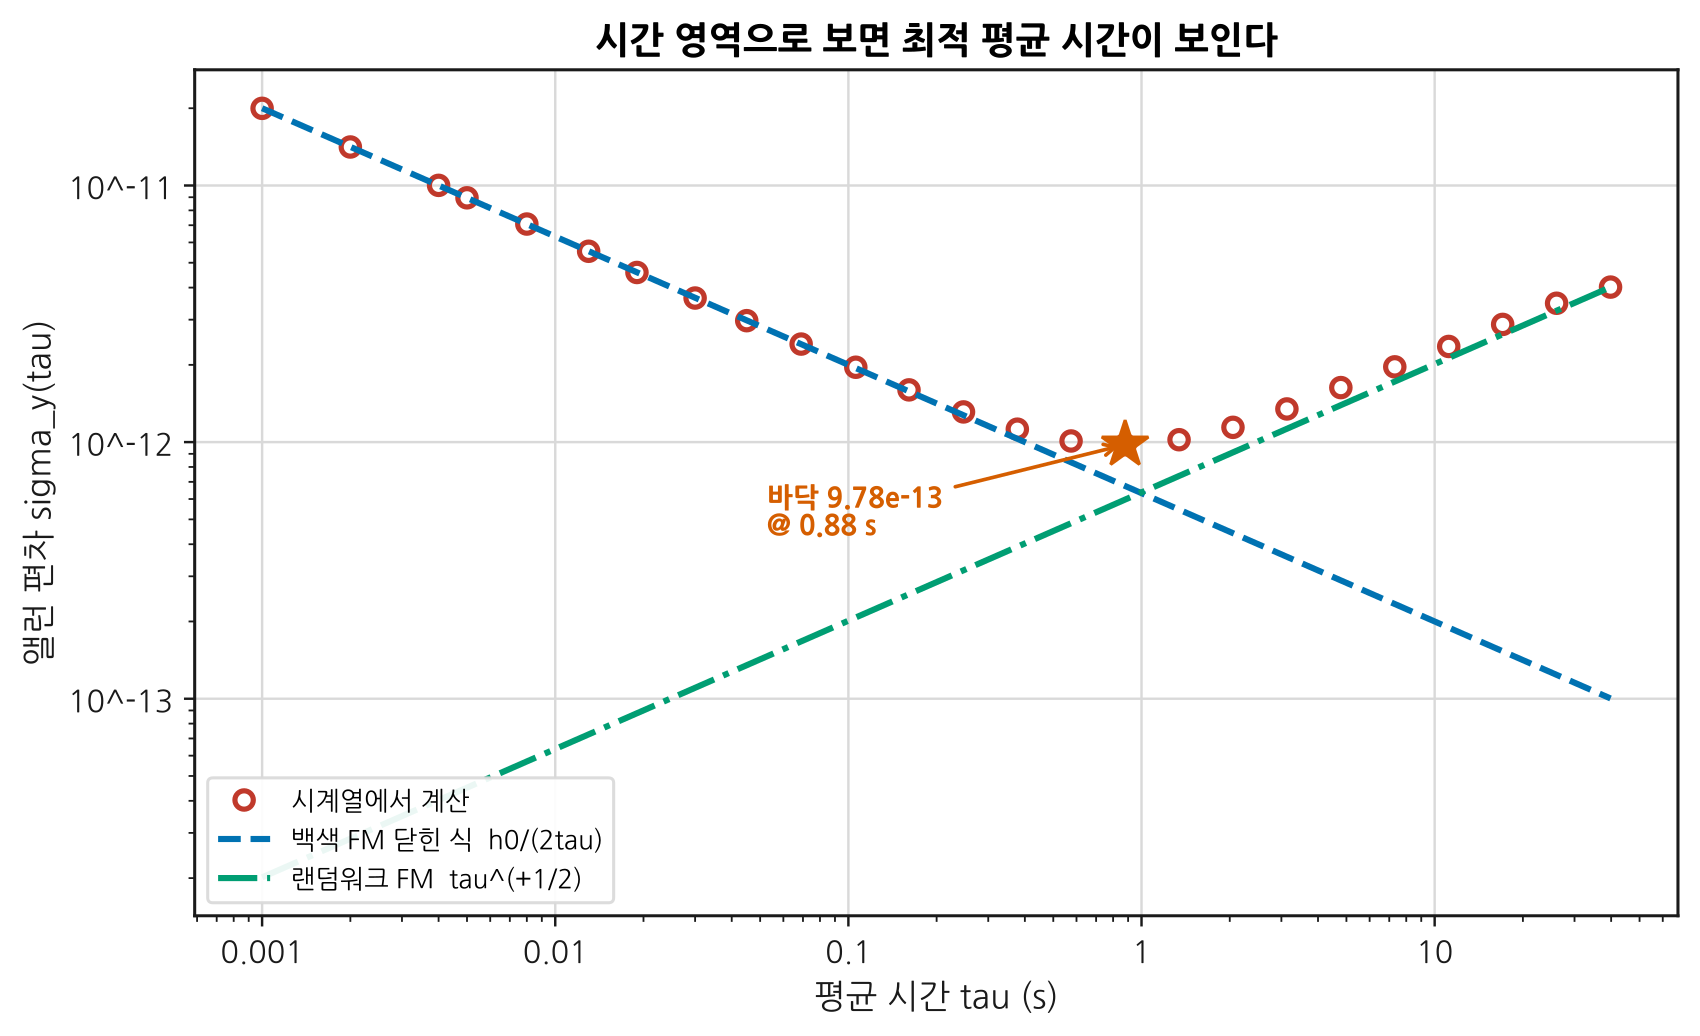 시간 영역으로 보면 최적 평균 시간이 보인다
앨런 편차 sigma_y(tau)
10^-11
10^-12
10^-13
바닥 9.78e-13
@ 0.88 s
시계열에서 계산
백색 FM 닫힌 식 h0/(2tau)
랜덤워크 FM tau^(+1/2)
0.001
0.01
0.1
1
10
평균 시간 tau (s)